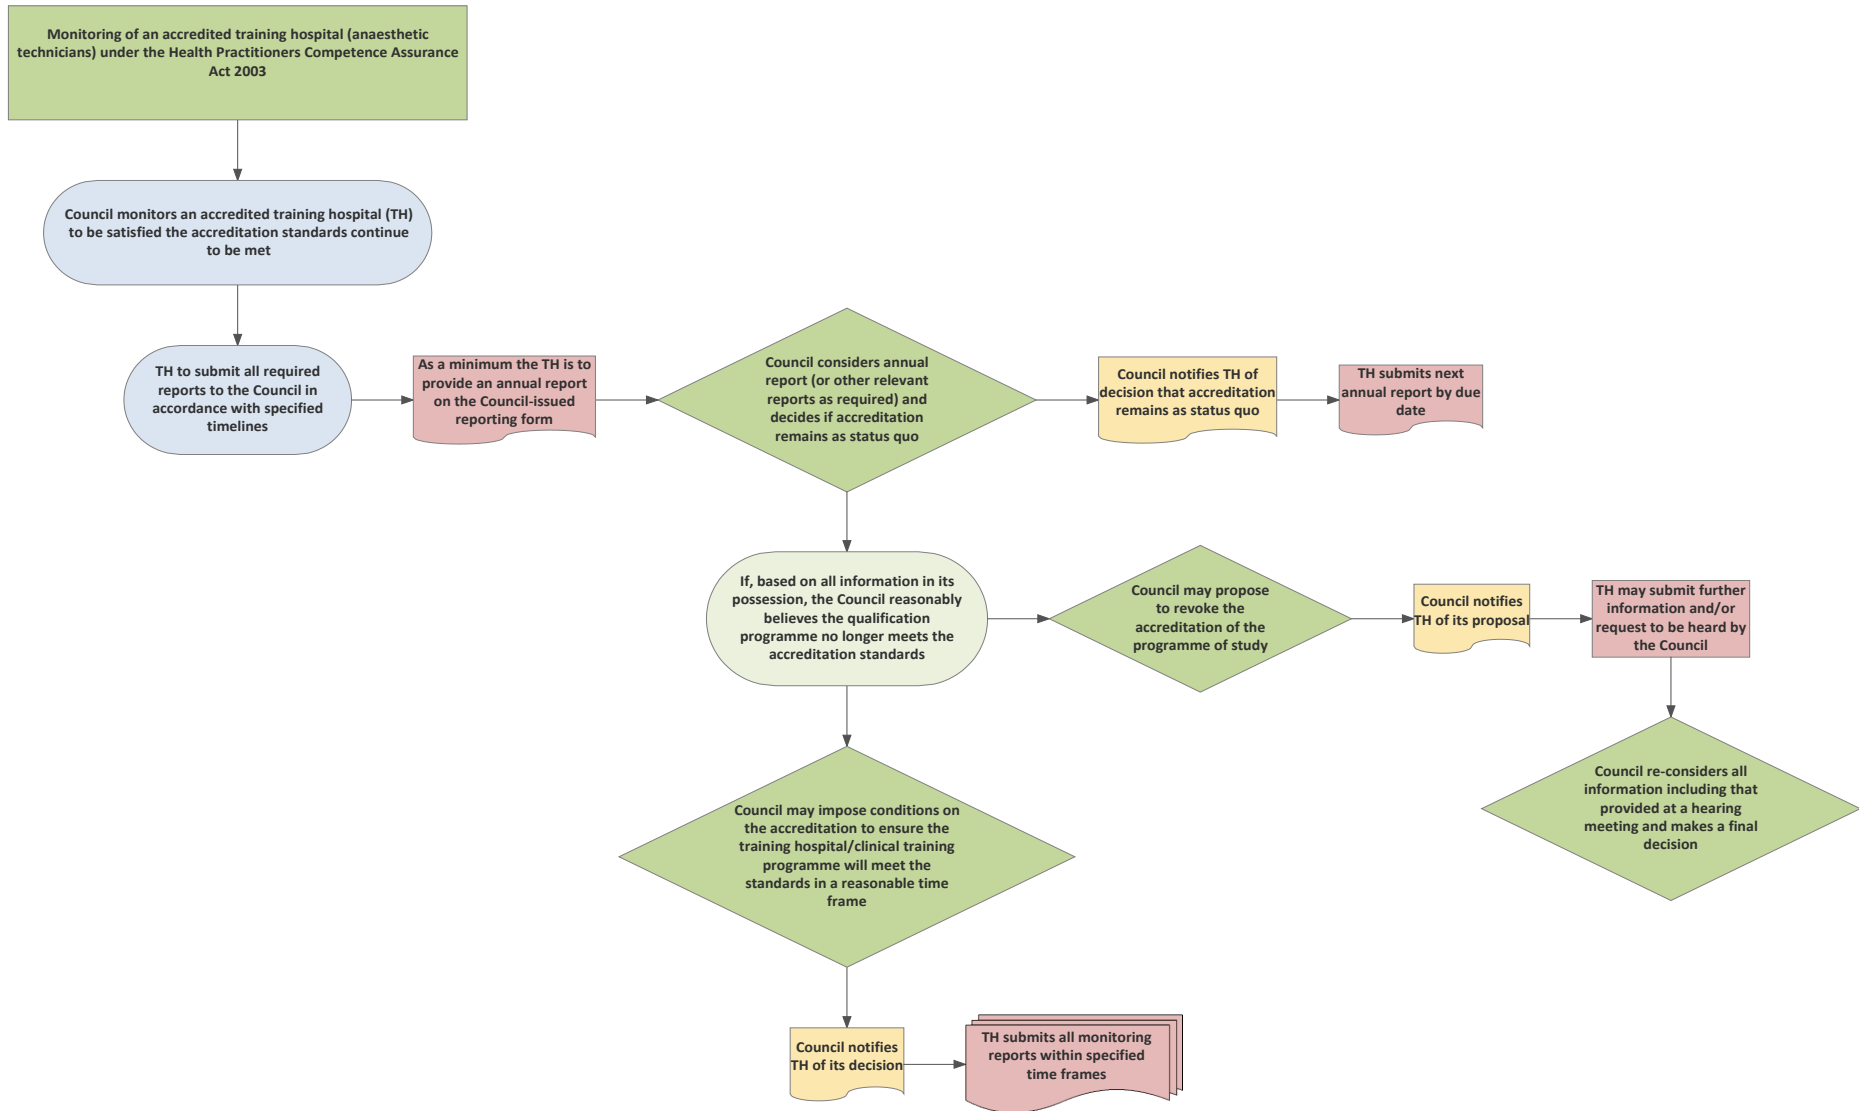 Monitoring of an accredited training hospital (anaesthetic
technicians) under the Health Practitioners Competence Assurance
Act 2003
Council monitors an accredited training hospital (TH)
to be satisfied the accreditation standards continue
to be met
TH to submit all required
reports to the Council in
accordance with specified
timelines
As a minimum the TH is to
provide an annual report
on the Council-issued
reporting form
Council considers annual
report (or other relevant
reports as required) and
decides if accreditation
remains as status quo
Council notifies TH of
decision that accreditation
remains as status quo
TH submits next
annual report by due
date
If, based on all information in its
possession, the Council reasonably
believes the qualification
programme no longer meets the
accreditation standards
Council may propose
to revoke the
accreditation of the
programme of study
Council notifies
TH of its proposal
TH may submit further
information and/or
request to be heard by
the Council
Council re-considers all
information including that
provided at a hearing
meeting and makes a final
decision
Council may impose conditions on
the accreditation to ensure the
training hospital/clinical training
programme will meet the
standards in a reasonable time
frame
Council notifies
TH of its decision
TH submits all monitoring
reports within specified
time frames